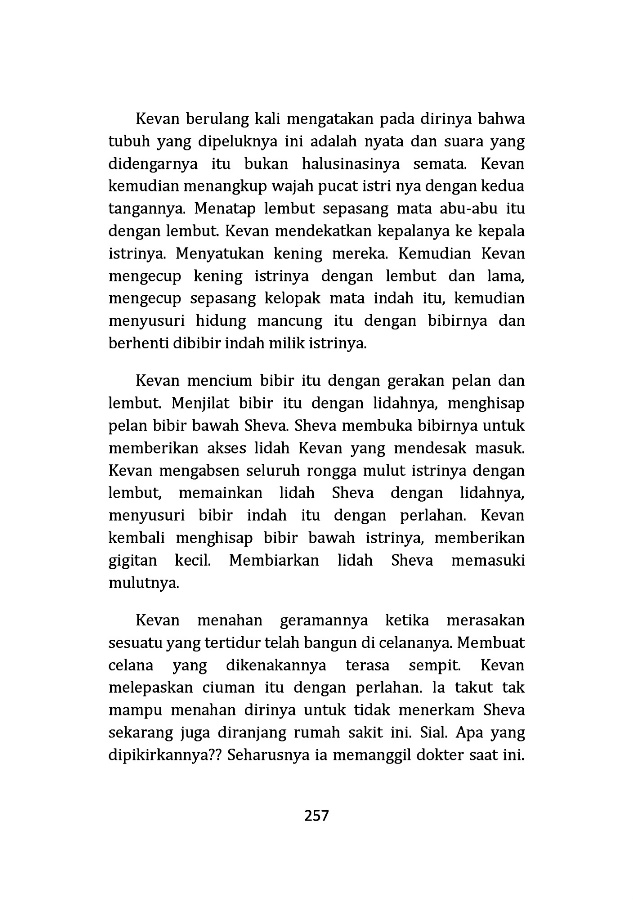 Kevan berulang kali mengatakan pada dirinya bahwa
tubuh yang dipeluknya ini adalah nyata dan suara yang
didengarnya itu bukan halusinasinya semata. Kevan
kemudian menangkup wajah pucat istri nya dengan kedua
tangannya. Menatap lembut sepasang mata abu-abu itu
dengan lembut. Kevan mendekatkan kepalanya ke kepala
istrinya. Menyatukan kening mereka. Kemudian Kevan
mengecup kening istrinya dengan lembut dan lama,
mengecup sepasang kelopak mata indah itu, kemudian
menyusuri hidung mancung itu dengan bibirnya dan
berhenti dibibir indah milik istrinya.
Kevan mencium bibir itu dengan gerakan pelan dan
lembut. Menjilat bibir itu dengan lidahnya, menghisap
pelan bibir bawah Sheva. Sheva membuka bibirnya untuk
memberikan akses lidah Kevan yang mendesak masuk.
Kevan mengabsen seluruh rongga mulut istrinya dengan
lembut, memainkan lidah Sheva dengan lidahnya,
menyusuri bibir indah itu dengan perlahan. Kevan
kembali menghisap bibir bawah istrinya, memberikan
gigitan kecil. Membiarkan lidah Sheva memasuki
mulutnya.
Kevan menahan geramannya ketika merasakan
sesuatu yang tertidur telah bangun di celananya. Membuat
celana yang dikenakannya terasa sempit. Kevan
melepaskan ciuman itu dengan perlahan. Ia takut tak
mampu menahan dirinya untuk tidak menerkam Sheva
sekarang juga diranjang rumah sakit ini. Sial. Apa yang
dipikirkannya?? Seharusnya ia memanggil dokter saat ini.
257